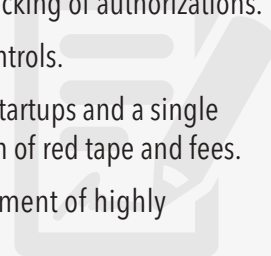 cking of authorizations.
ntrols.
tartups and a single
n of red tape and fees.
ment of highly